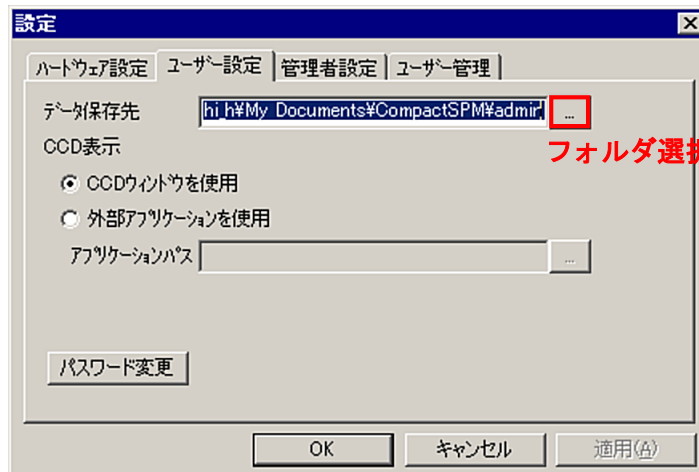 設定
ハードウェア設定 ユーザー設定 管理者設定 ユーザー管理
データ保存先 hi_h¥My Documents¥CompactSPM¥admin ...
フォルダ選択
CCD表示
CCDウィンドウを使用
外部アプリケーションを使用
アプリケーションパス ...
パスワード変更
OK キャンセル 適用(A)